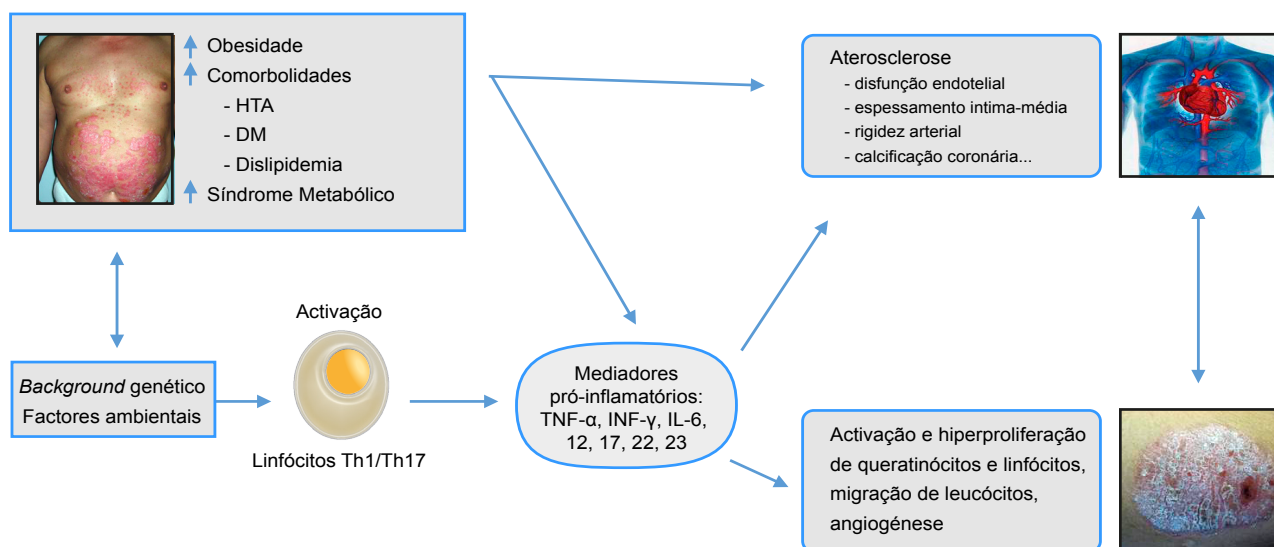 Obesidade
Comorbolidades
- HTA
- DM
- Dislipidemia
Síndrome Metabólico
Aterosclerose
- disfunção endotelial
- espessamento intima-média
- rigidez arterial
- calcificação coronária...
Background genético
Factores ambientais
Activação
Linfócitos Th1/Th17
Mediadores
pró-inflamatórios:
TNF-α, INF-γ, IL-6,
12, 17, 22, 23
Activação e hiperproliferação
de queratinócitos e linfócitos,
migração de leucócitos,
angiogénese